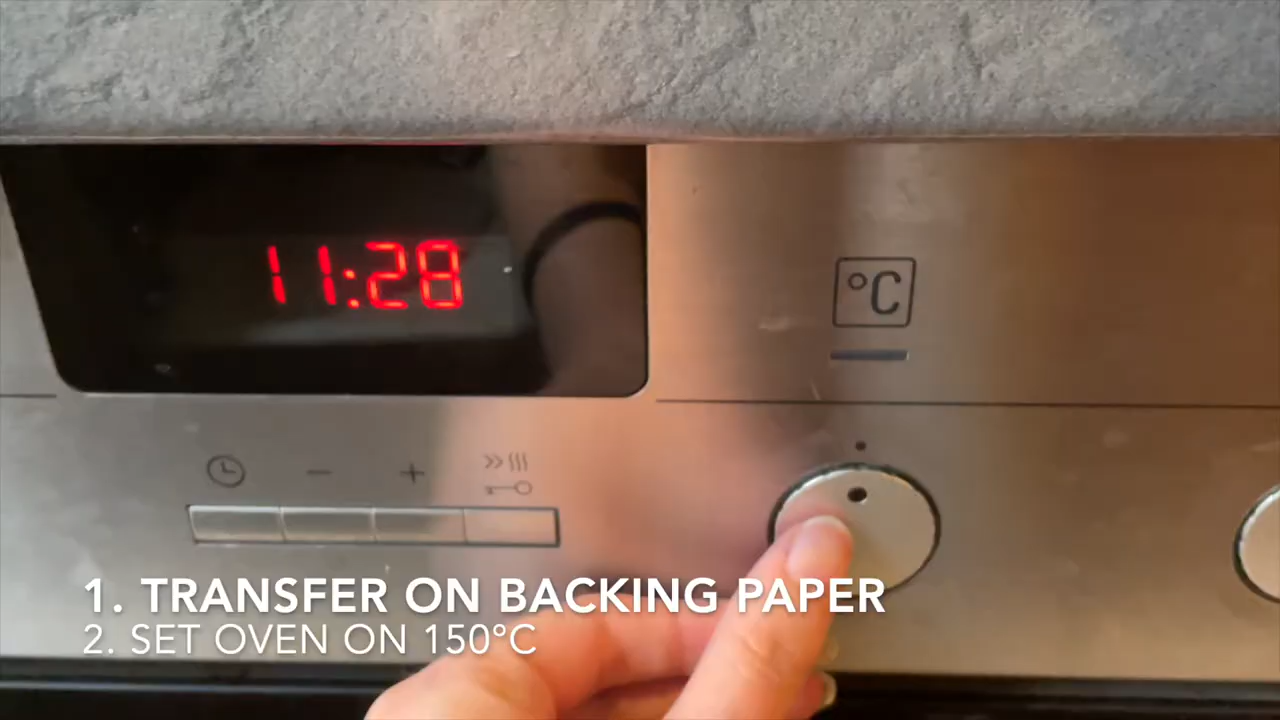 11:28
°C
- +
1. TRANSFER ON BACKING PAPER
2. SET OVEN ON 150°C